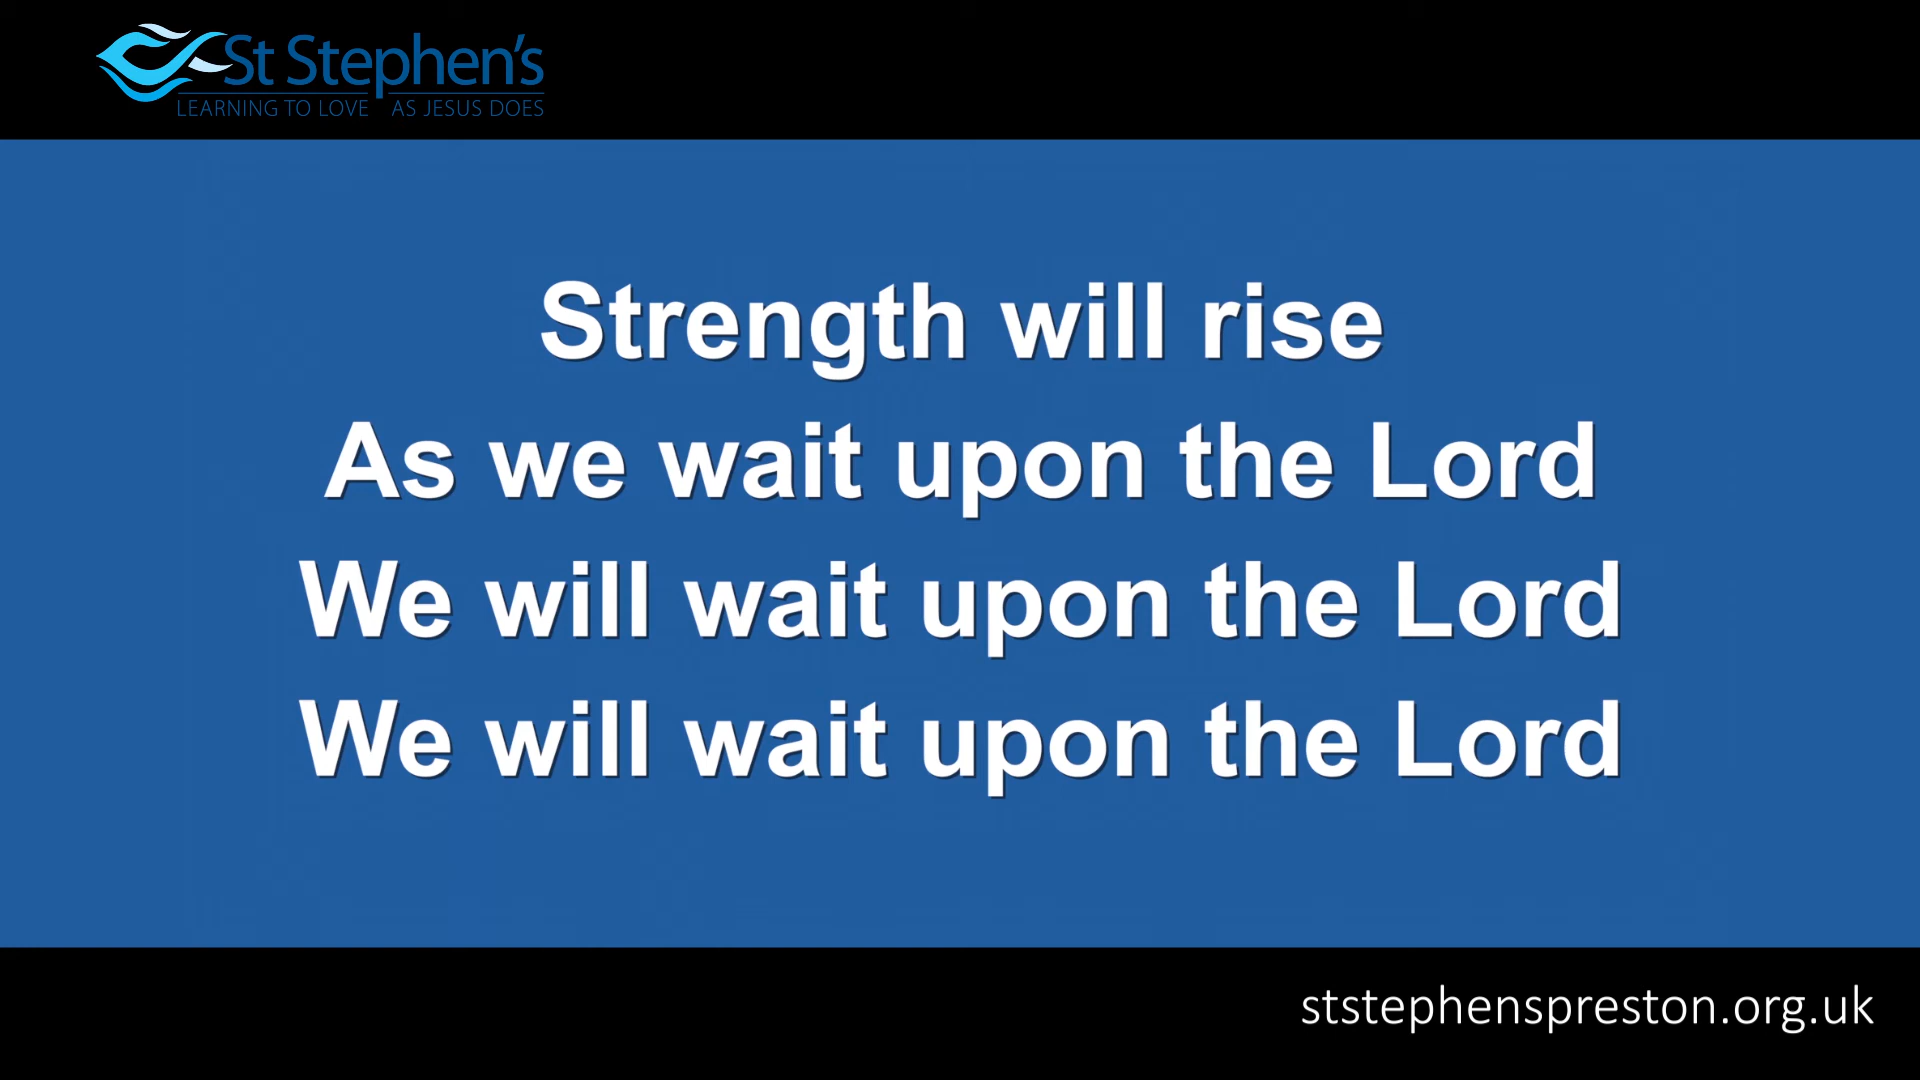 St Stephen's
LEARNING TO LOVE AS JESUS DOES
Strength will rise
As we wait upon the Lord
We will wait upon the Lord
We will wait upon the Lord
ststephenspreston.org.uk